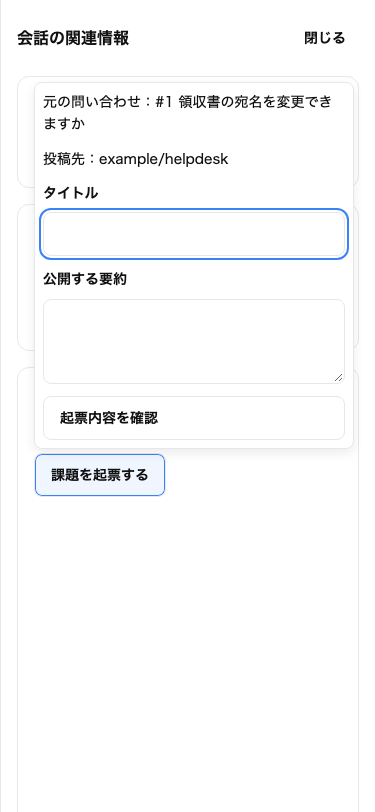 会話の関連情報
閉じる
元の問い合わせ：#1 領収書の宛名を変更でき
ますか
投稿先：example/helpdesk
タイトル
公開する要約
起票内容を確認
課題を起票する